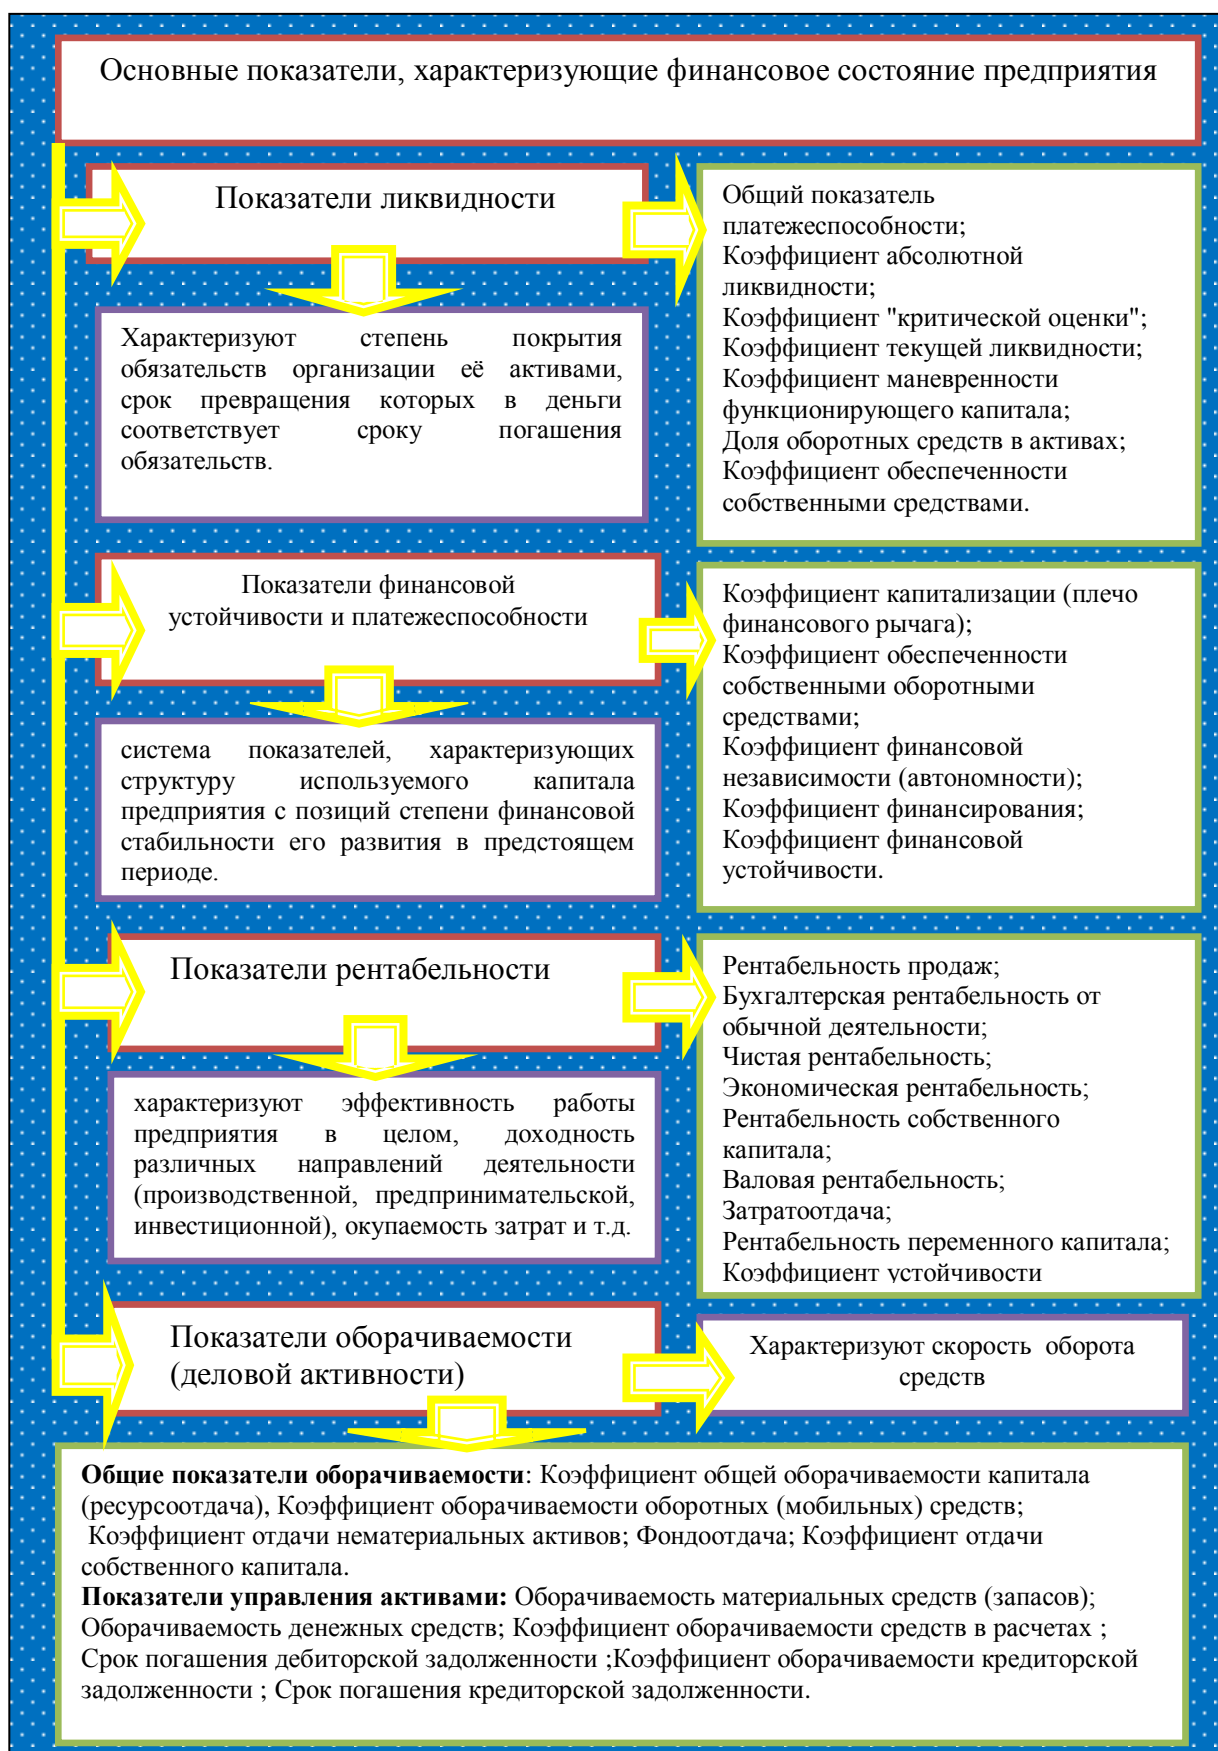 Основные показатели, характеризующие финансовое состояние предприятия
Показатели ликвидности
Общий показатель
платежеспособности;
Коэффициент абсолютной
ликвидности;
Коэффициент "критической оценки";
Коэффициент текущей ликвидности;
Коэффициент маневренности
функционирующего капитала;
Доля оборотных средств в активах;
Коэффициент обеспеченности
собственными средствами.
Характеризуют степень покрытия
обязательств организации её активами,
срок превращения которых в деньги
соответствует сроку погашения
обязательств.
Показатели финансовой
устойчивости и платежеспособности
Коэффициент капитализации (плечо
финансового рычага);
Коэффициент обеспеченности
собственными оборотными
средствами;
Коэффициент финансовой
независимости (автономности);
Коэффициент финансирования;
Коэффициент финансовой
устойчивости.
система показателей, характеризующих
структуру используемого капитала
предприятия с позиций степени финансовой
стабильности его развития в предстоящем
периоде.
Показатели рентабельности
Рентабельность продаж;
Бухгалтерская рентабельность от
обычной деятельности;
Чистая рентабельность;
Экономическая рентабельность;
Рентабельность собственного
капитала;
Валовая рентабельность;
Затратоотдача;
Рентабельность переменного капитала;
Коэффициент устойчивости
характеризуют эффективность работы
предприятия в целом, доходность
различных направлений деятельности
(производственной, предпринимательской,
инвестиционной), окупаемость затрат и т.д.
Показатели оборачиваемости
(деловой активности)
Характеризуют скорость оборота
средств
Общие показатели оборачиваемости: Коэффициент общей оборачиваемости капитала
(ресурсоотдача), Коэффициент оборачиваемости оборотных (мобильных) средств;
Коэффициент отдачи нематериальных активов; Фондоотдача; Коэффициент отдачи
собственного капитала.
Показатели управления активами: Оборачиваемость материальных средств (запасов);
Оборачиваемость денежных средств; Коэффициент оборачиваемости средств в расчетах ;
Срок погашения дебиторской задолженности ;Коэффициент оборачиваемости кредиторской
задолженности ; Срок погашения кредиторской задолженности.